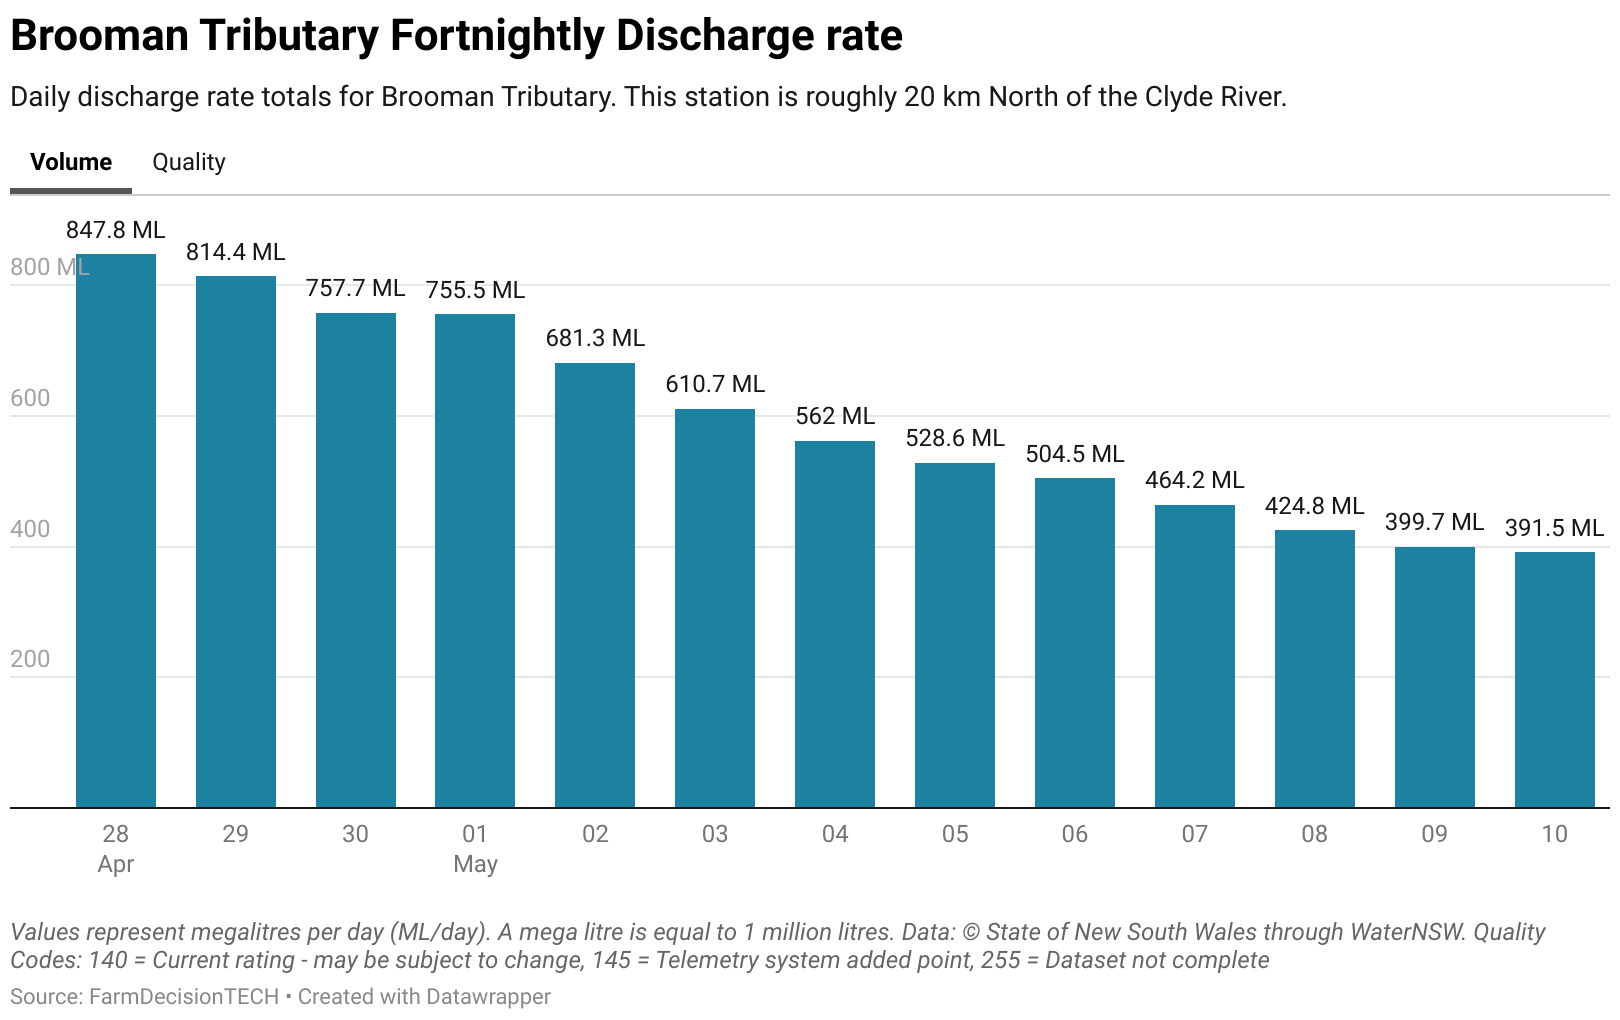 Brooman Tributary Fortnightly Discharge rate
Daily discharge rate totals for Brooman Tributary. This station is roughly 20 km North of the Clyde River.
Volume Quality
847.8 ML
814.4 ML
757.7 ML
755.5 ML
681.3 ML
610.7 ML
562 ML
528.6 ML
504.5 ML
464.2 ML
424.8 ML
399.7 ML
391.5 ML
800 ML
600
400
200
28 29 30 01 02 03 04 05 06 07 08 09 10
Apr May
Values represent megalitres per day (ML/day). A mega litre is equal to 1 million litres. Data: © State of New South Wales through WaterNSW. Quality
Codes: 140 = Current rating - may be subject to change, 145 = Telemetry system added point, 255 = Dataset not complete
Source: FarmDecisionTECH • Created with Datawrapper